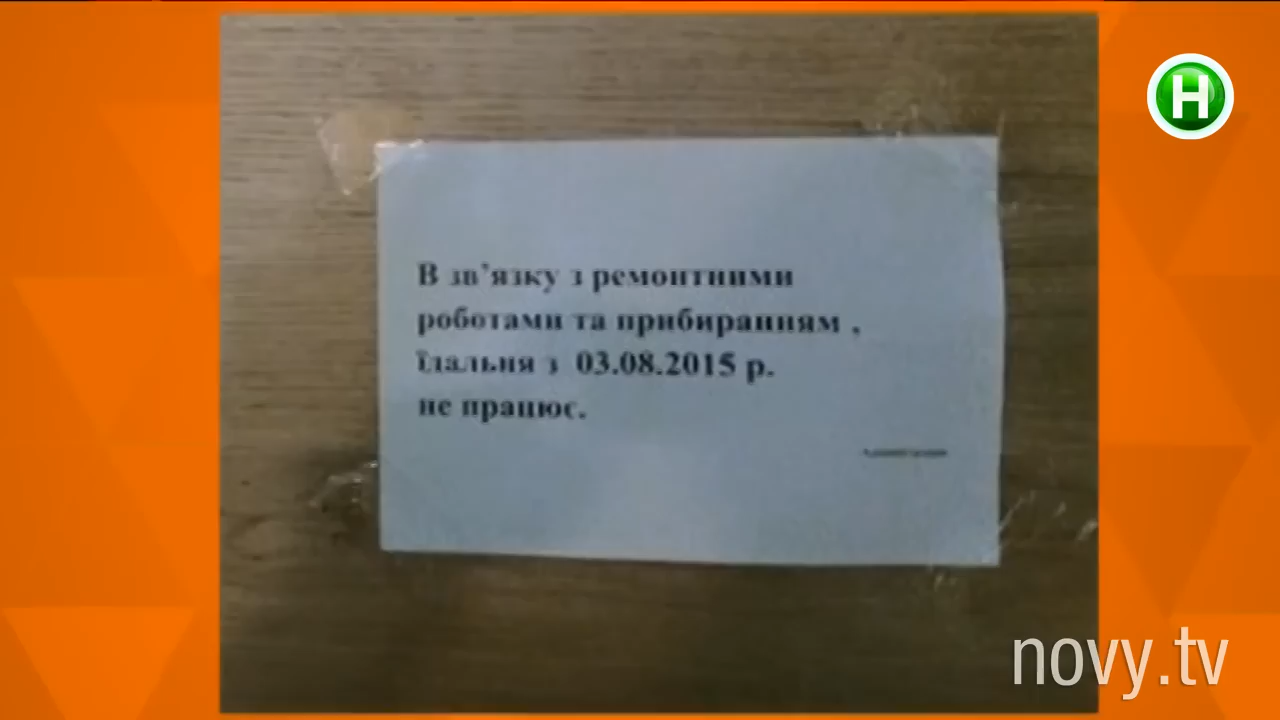 H
В зв’язку з ремонтними
роботами та прибиранням ,
їдальня з 03.08.2015 р.
не працює.
novy.tv